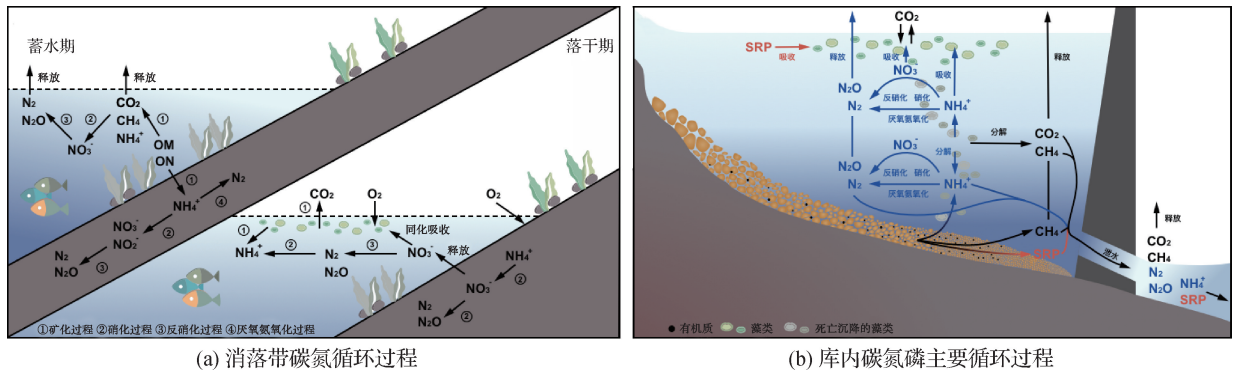 蓄水期
落干期
释放
释放
N₂
N₂O
③
②
CO₂
CH₄
NH₄⁺
①
NO₃⁻
OM
ON
①
N₂
④
NH₄⁺
②
NO₃⁻
NO₂⁻
③
N₂
N₂O
CO₂
①
O₂
O₂
同化吸收
①
NH₄⁺
②
N₂
N₂O
③
NO₃⁻
释放
NH₄⁺
②
NO₃⁻
N₂
N₂O
②
①矿化过程 ②硝化过程 ③反硝化过程 ④厌氧氨氧化过程
(a) 消落带碳氮循环过程
CO₂
SRP
吸收
释放
吸收
NO₃⁻
吸收
释放
N₂O
N₂
反硝化
硝化
NH₄⁺
厌氧氨氧化
NO₃⁻
分解
分解
CO₂
CH₄
N₂O
N₂
反硝化
硝化
NH₄⁺
厌氧氨氧化
CH₄
SRP
泄水
释放
CO₂
CH₄
N₂
N₂O
NH₄⁺
SRP
有机质
藻类
死亡沉降的藻类
(b) 库内碳氮磷主要循环过程